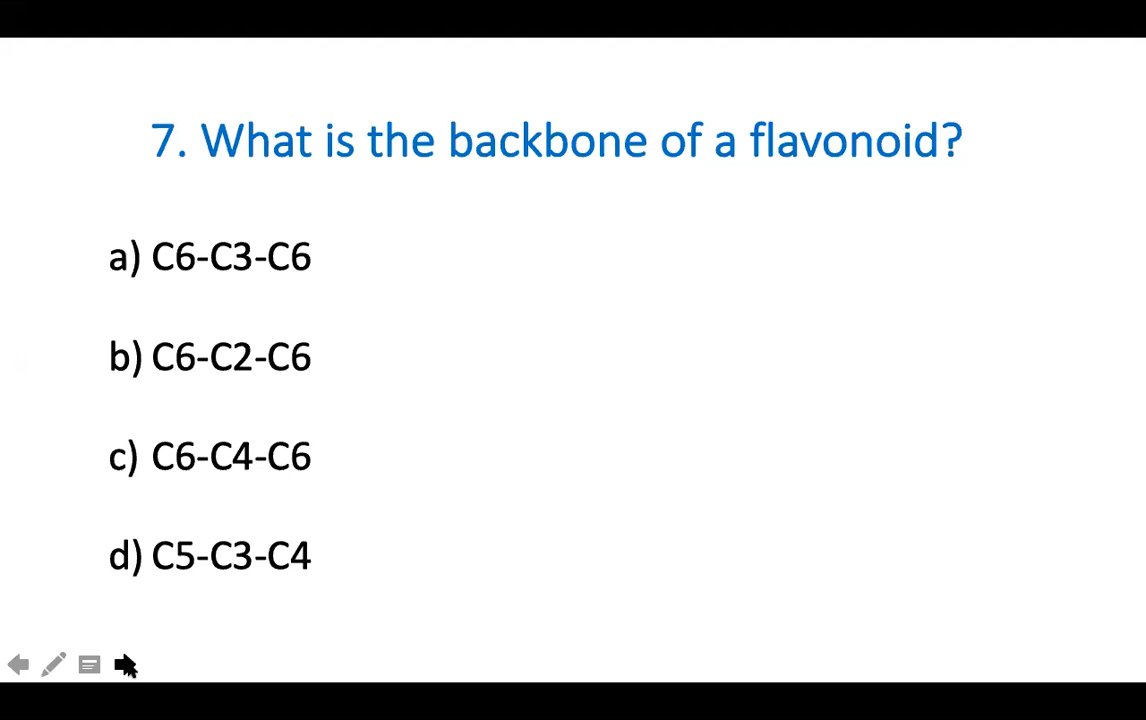 7. What is the backbone of a flavonoid?
a) C6-C3-C6
b) C6-C2-C6
c) C6-C4-C6
d) C5-C3-C4